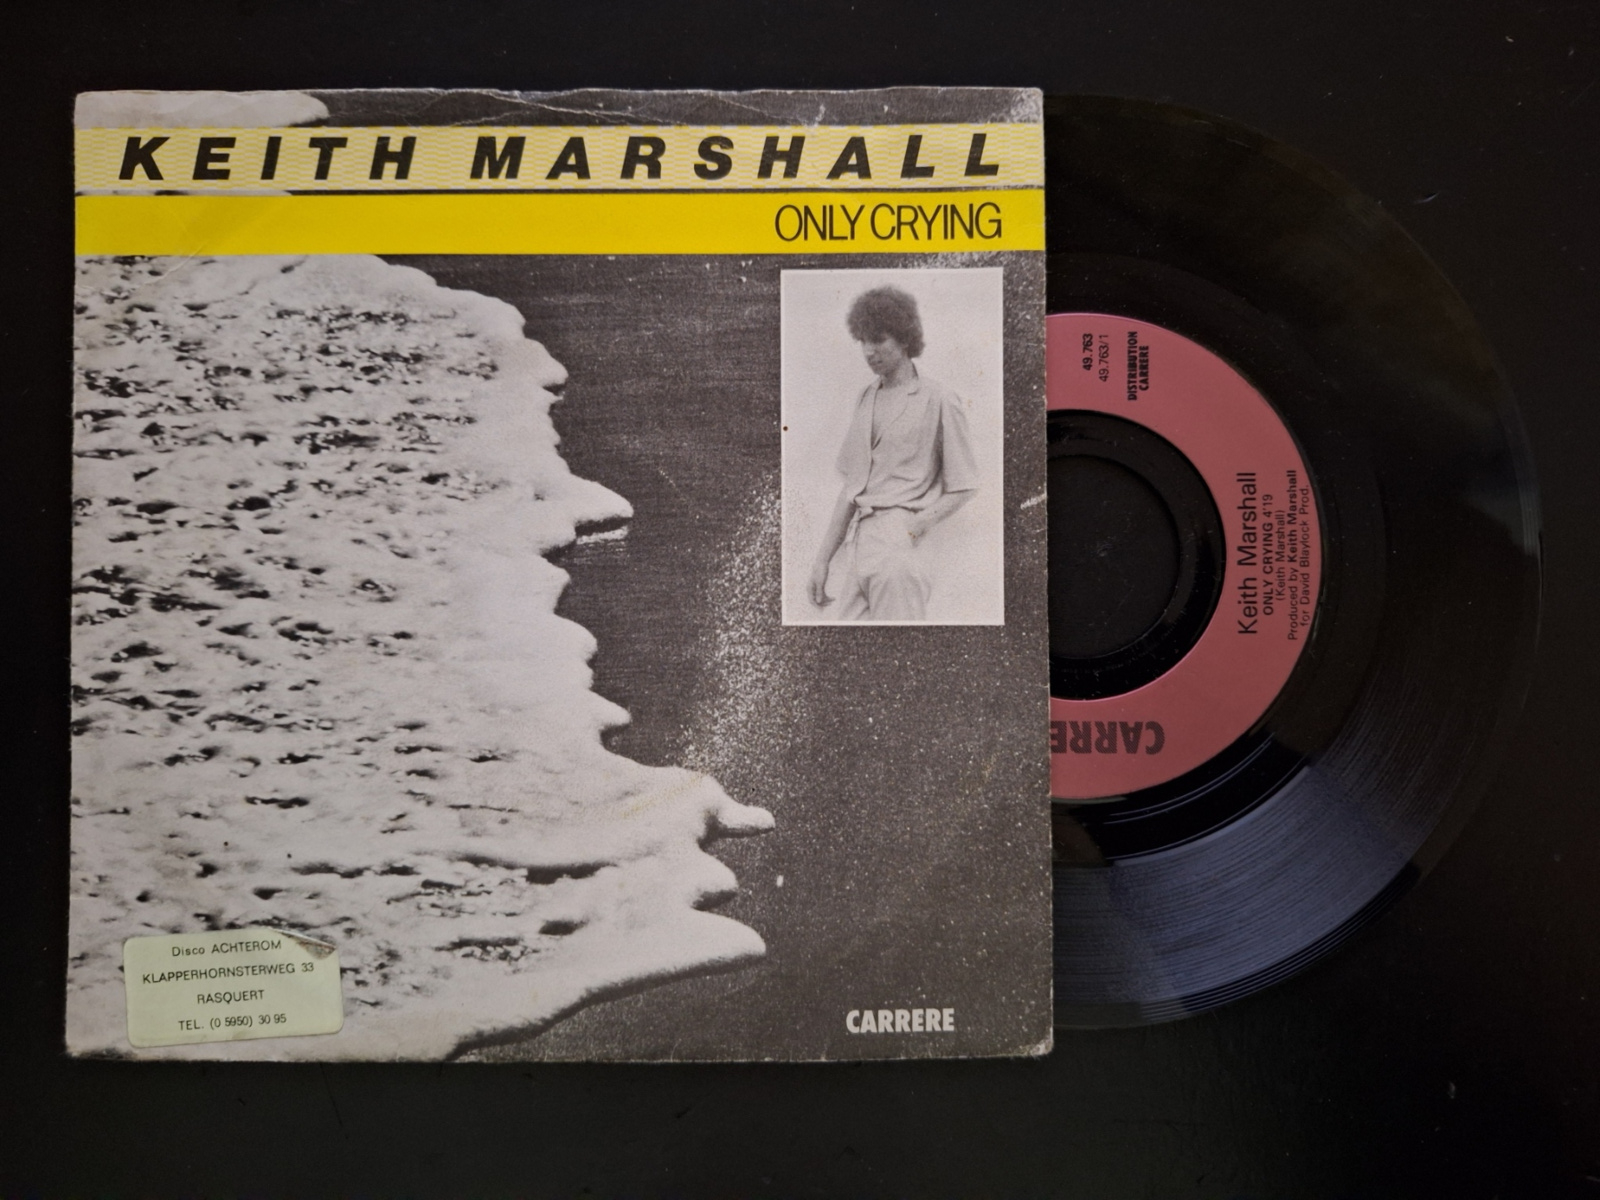 KEITH MARSHALL
ONLY CRYING
Disco ACHTEROM
KLAPPERHORNSTERWEG 33
RASQUERT
TEL. (0 5950) 30 95
CARRERE
49.763
49.763/1
DISTRIBUTION
CARRERE
Keith Marshall
ONLY CRYING 4'19
(Keith Marshall)
Produced by Keith Marshall
for David Blaylock Prod.
CARRE